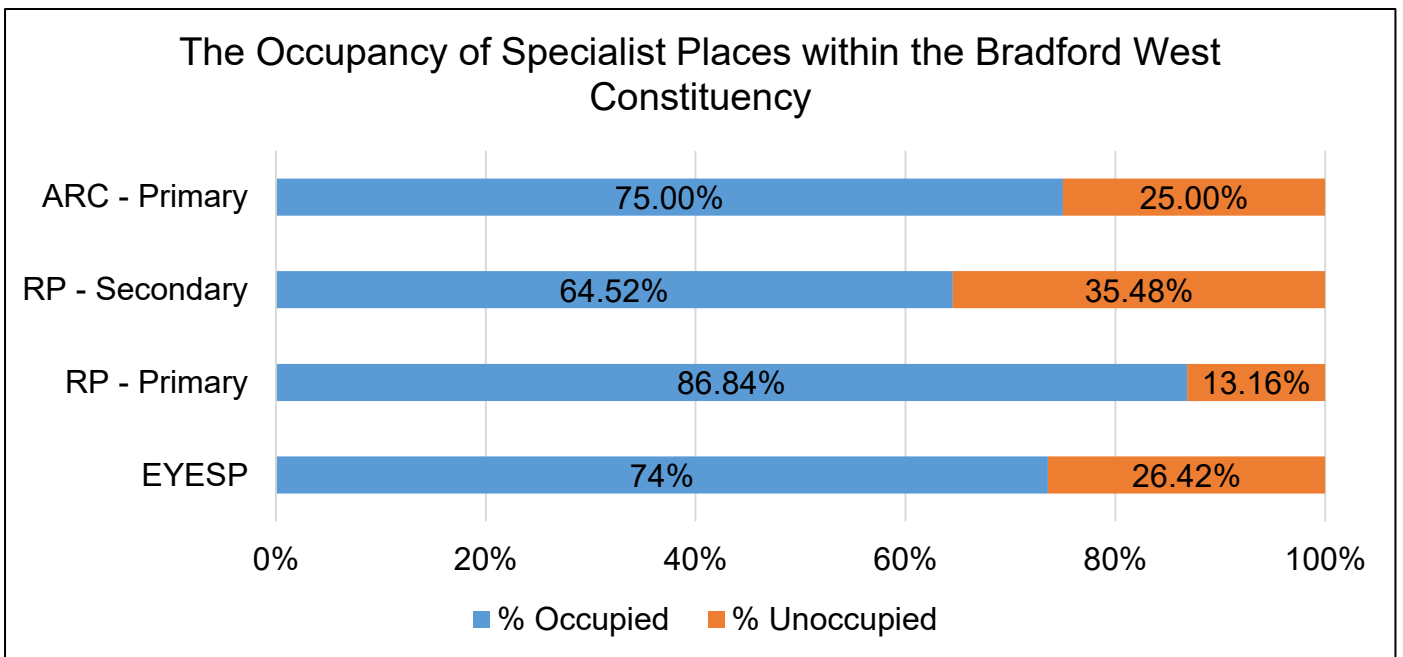 The Occupancy of Specialist Places within the Bradford West
Constituency
ARC - Primary
75.00%
25.00%
RP - Secondary
64.52%
35.48%
RP - Primary
86.84%
13.16%
EYESP
74%
26.42%
0%
20%
40%
60%
80%
100%
% Occupied
% Unoccupied